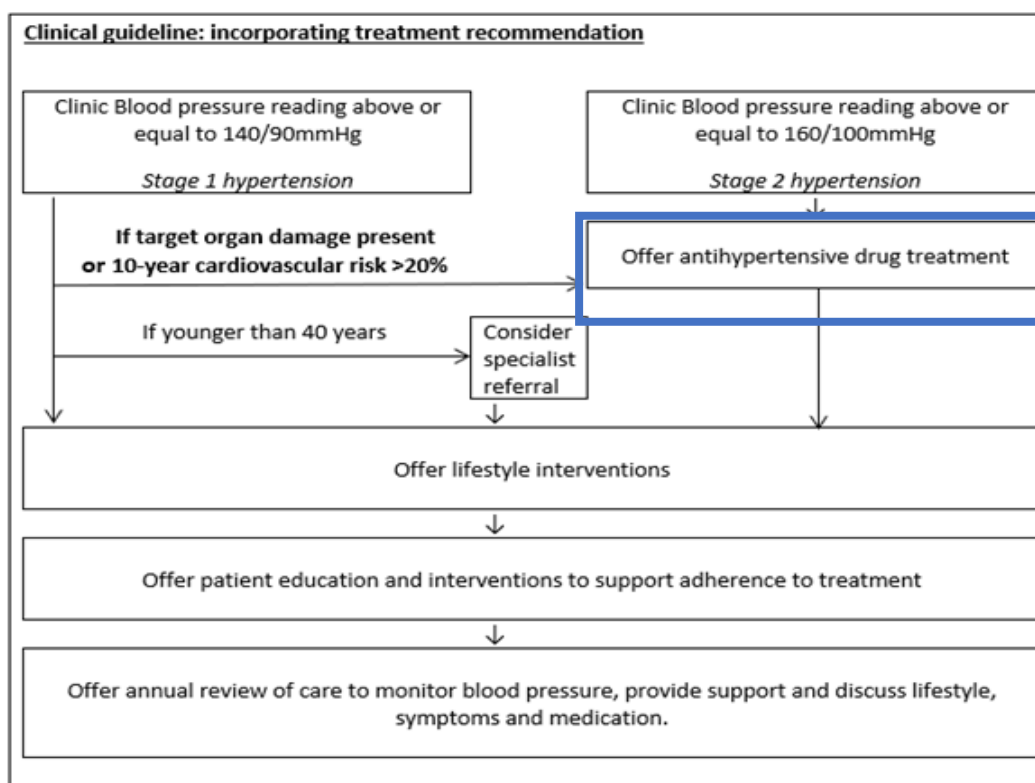 Clinical guideline: incorporating treatment recommendation
Clinic Blood pressure reading above or
equal to 140/90mmHg
Stage 1 hypertension
Clinic Blood pressure reading above or
equal to 160/100mmHg
Stage 2 hypertension
If target organ damage present
or 10-year cardiovascular risk >20%
Offer antihypertensive drug treatment
If younger than 40 years
Consider
specialist
referral
Offer lifestyle interventions
Offer patient education and interventions to support adherence to treatment
Offer annual review of care to monitor blood pressure, provide support and discuss lifestyle,
symptoms and medication.